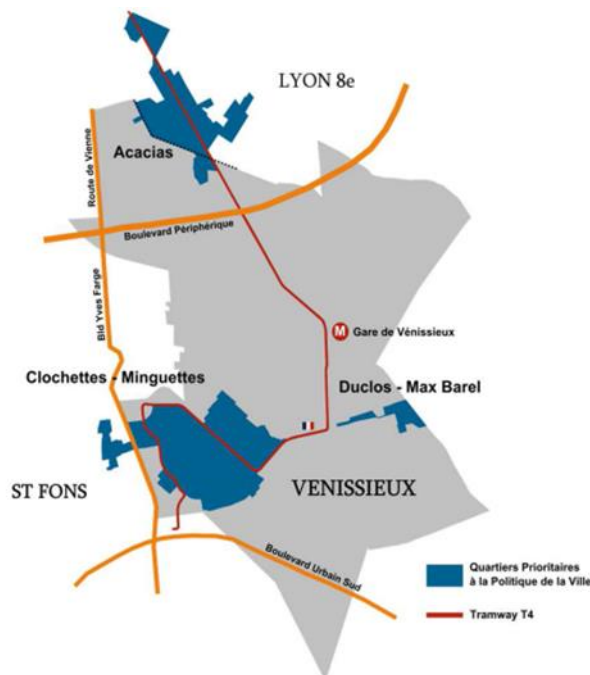 LYON 8e
Acacias
Route de Vienne
Boulevard Périphérique
Bld Yves Farge
M
Gare de Vénissieux
Clochettes - Minguettes
Duclos - Max Barel
ST FONS
VENISSIEUX
Boulevard Urbain Sud
Quartiers Prioritaires
à la Politique de la Ville
Tramway T4